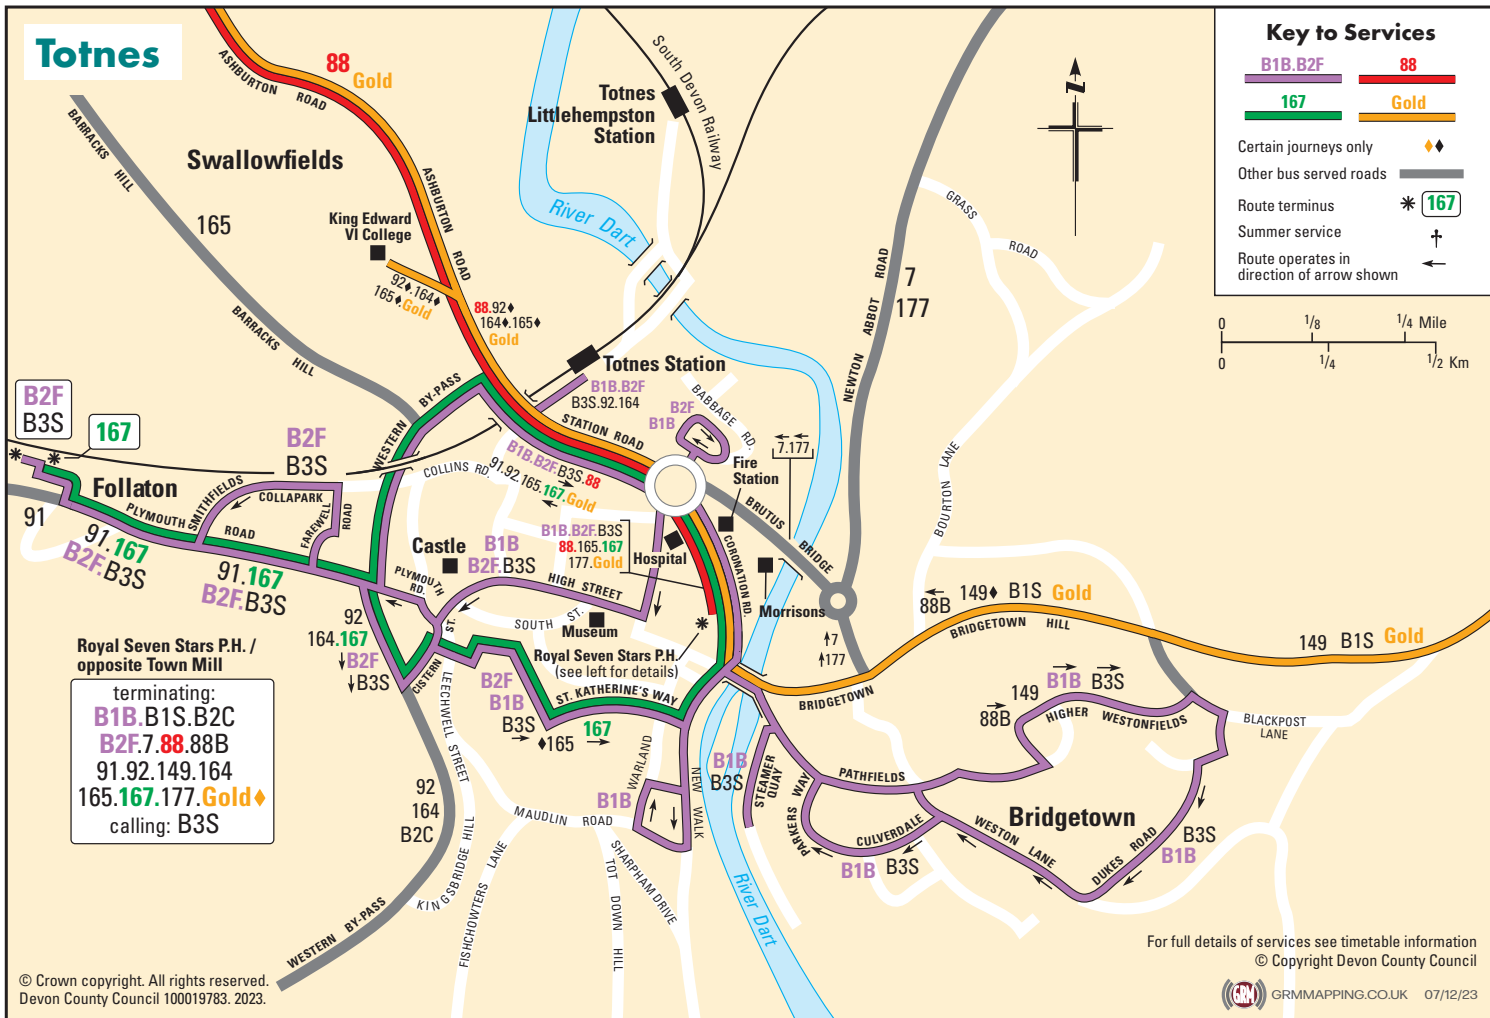 Totnes
88
Gold
ASHBURTON ROAD
BARRACKS HILL
Swallowfields
165
King Edward
VI College
92♦.164♦
165♦.Gold
ASHBURTON ROAD
88.92♦
164♦.165♦
Gold
BARRACKS HILL
Totnes
Littlehempston
Station
South Devon Railway
River Dart
N
Key to Services
B1B.B2F
88
167
Gold
Certain journeys only ♦♦
Other bus served roads
Route terminus * 167
Summer service †
Route operates in
direction of arrow shown ←
0 1/8 1/4 Mile
0 1/4 1/2 Km
GRASS ROAD
NEWTON ABBOT ROAD
7
177
Totnes Station
B1B.B2F
B3S.92.164
BABBAGE RD.
B2F
B1B
STATION ROAD
WESTERN BY-PASS
B2F
B3S
167
B2F
B3S
COLLINS RD.
B1B.B2F.B3S.88
91.92.165.167.Gold
7.177
Fire
Station
BRUTUS BRIDGE
BOURTON LANE
Follaton
SMITHFIELDS
COLLAPARK
FAREWELL ROAD
PLYMOUTH ROAD
91
91.167
B2F.B3S
91.167
B2F.B3S
Castle
B1B
B2F.B3S
B1B.B2F.B3S
88.165.167
177.Gold
Hospital
CORONATION RD.
Morrisons
HIGH STREET
PLYMOUTH RD.
SOUTH ST.
Museum
88B
149♦ B1S Gold
BRIDGETOWN HILL
149 B1S Gold
7
177
92
164.167
B2F
B3S
CISTERN ST.
Royal Seven Stars P.H.
(see left for details)
ST. KATHERINE'S WAY
BRIDGETOWN
Royal Seven Stars P.H. /
opposite Town Mill
terminating:
B1B.B1S.B2C
B2F.7.88.88B
91.92.149.164
165.167.177.Gold♦
calling: B3S
B2F
B1B
B3S
♦165
167
LEECHWELL STREET
WARLAND
NEW WALK
B1B
B1B
B3S
STEAMER QUAY
PATHFIELDS
PARKERS WAY
CULVERDALE
B1B B3S
WESTON LANE
Bridgetown
DUKES ROAD
B3S
B1B
149
88B
B1B B3S
HIGHER WESTONFIELDS
BLACKPOST
LANE
92
164
B2C
MAUDLIN ROAD
KINGSBRIDGE HILL
FISHCHOWTERS LANE
TOT DOWN HILL
SHARPHAM DRIVE
River Dart
WESTERN BY-PASS
© Crown copyright. All rights reserved.
Devon County Council 100019783. 2023.
For full details of services see timetable information
© Copyright Devon County Council
GRM GRMMAPPING.CO.UK 07/12/23